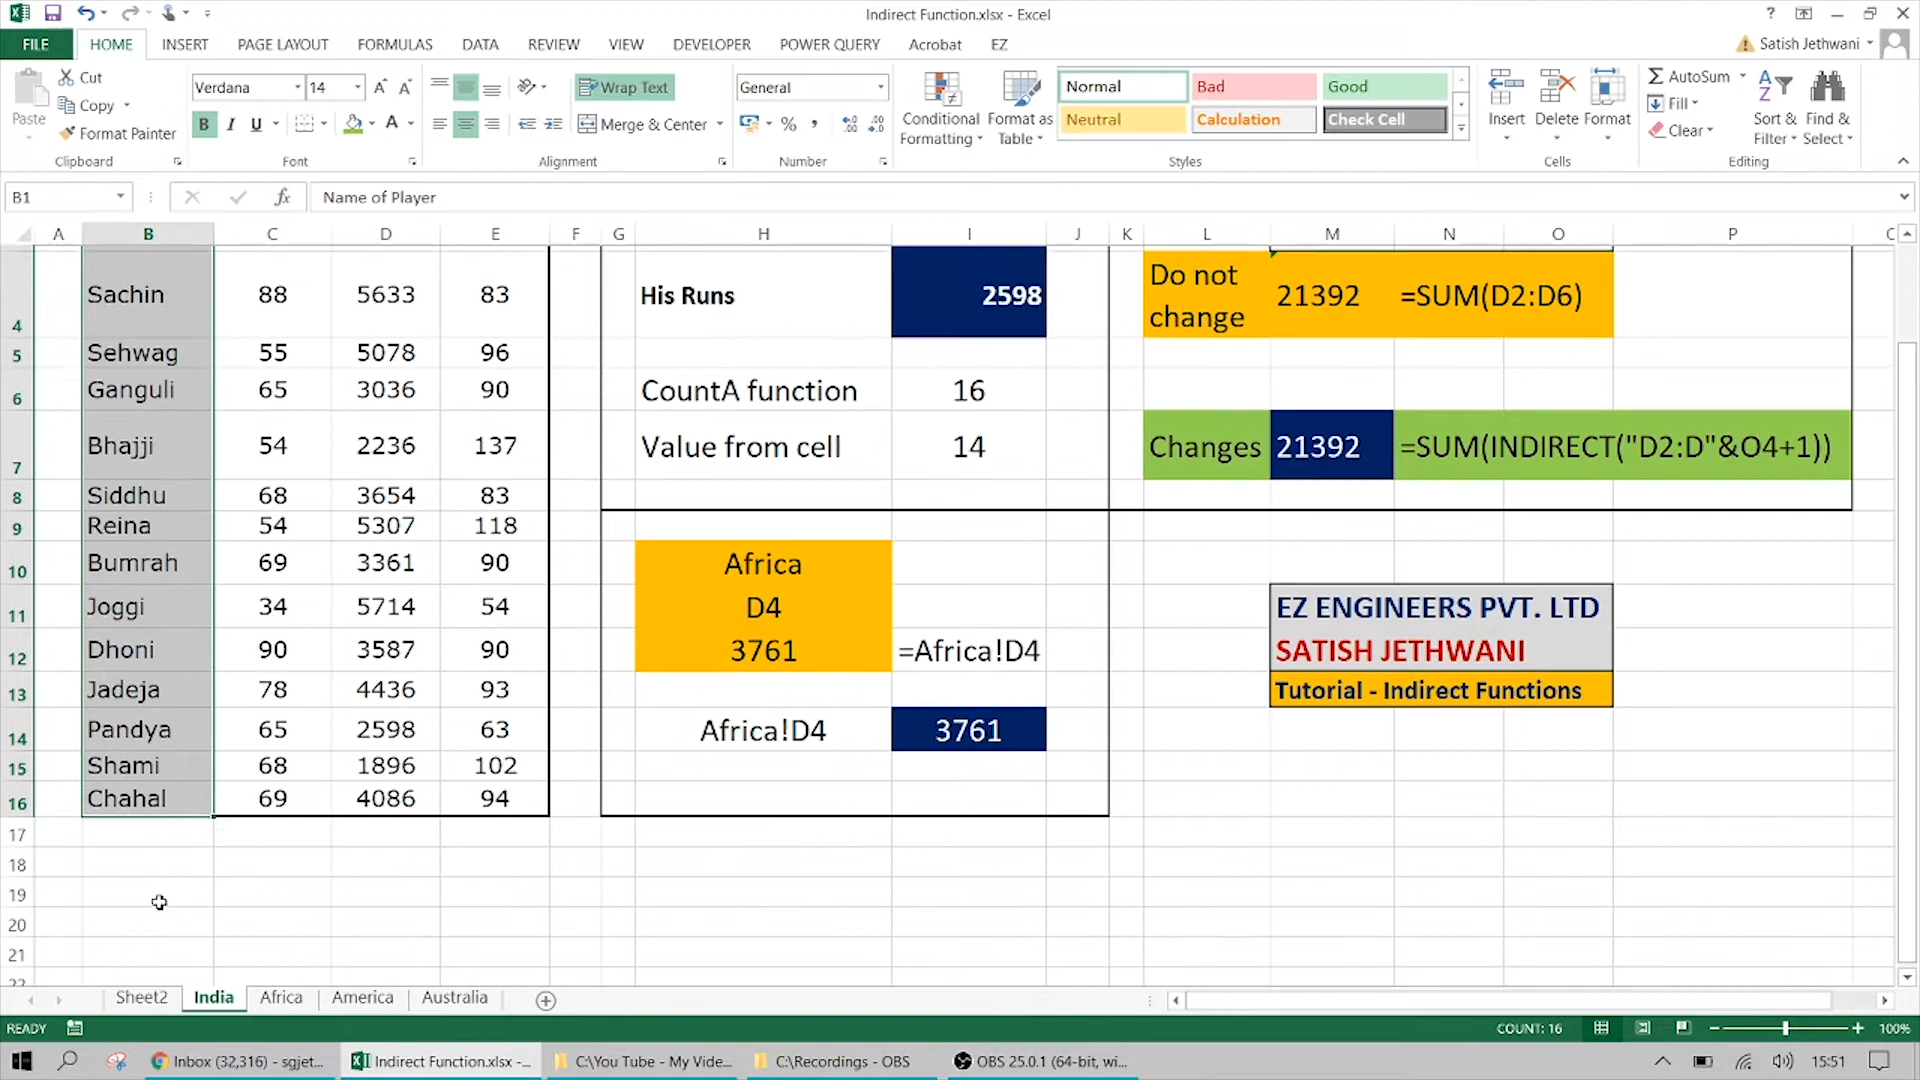 Indirect Function.xlsx - Excel
FILE HOME INSERT PAGE LAYOUT FORMULAS DATA REVIEW VIEW DEVELOPER POWER QUERY Acrobat EZ Satish Jethwani
Paste Cut Copy Format Painter Clipboard
Verdana 14 B I U A Font
Wrap Text Merge & Center Alignment
General % Number
Conditional Formatting Format as Table Normal Bad Good Neutral Calculation Check Cell Styles
Insert Delete Format Cells
AutoSum Fill Clear Sort & Filter Find & Select Editing
B1 fx Name of Player
A B C D E F G H I J K L M N O P
4 Sachin 88 5633 83 His Runs 2598 Do not change 21392 =SUM(D2:D6)
5 Sehwag 55 5078 96
6 Ganguli 65 3036 90 CountA function 16
7 Bhajji 54 2236 137 Value from cell 14 Changes 21392 =SUM(INDIRECT("D2:D"&O4+1))
8 Siddhu 68 3654 83
9 Reina 54 5307 118
10 Bumrah 69 3361 90 Africa
11 Joggi 34 5714 54 D4 EZ ENGINEERS PVT. LTD
12 Dhoni 90 3587 90 3761 =Africa!D4 SATISH JETHWANI
13 Jadeja 78 4436 93 Tutorial - Indirect Functions
14 Pandya 65 2598 63 Africa!D4 3761
15 Shami 68 1896 102
16 Chahal 69 4086 94
17
18
19
20
21
22
Sheet2 India Africa America Australia
READY COUNT: 16 100%
Inbox (32,316) - sgjet... Indirect Function.xlsx -... C:\You Tube - My Vide... C:\Recordings - OBS OBS 25.0.1 (64-bit, wi... 15:51